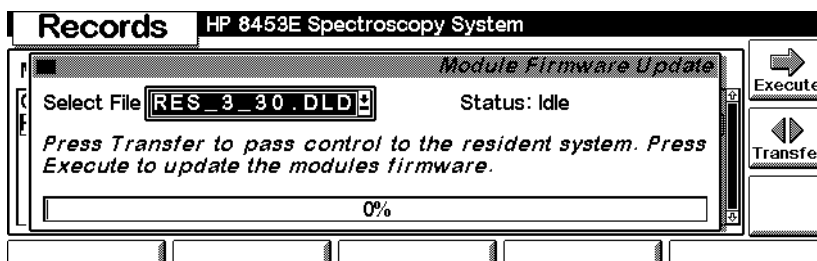 Records HP 8453E Spectroscopy System
Module Firmware Update
Select File RES_3_30.DLD Status: Idle
Press Transfer to pass control to the resident system. Press
Execute to update the modules firmware.
0%
Execute
Transfe